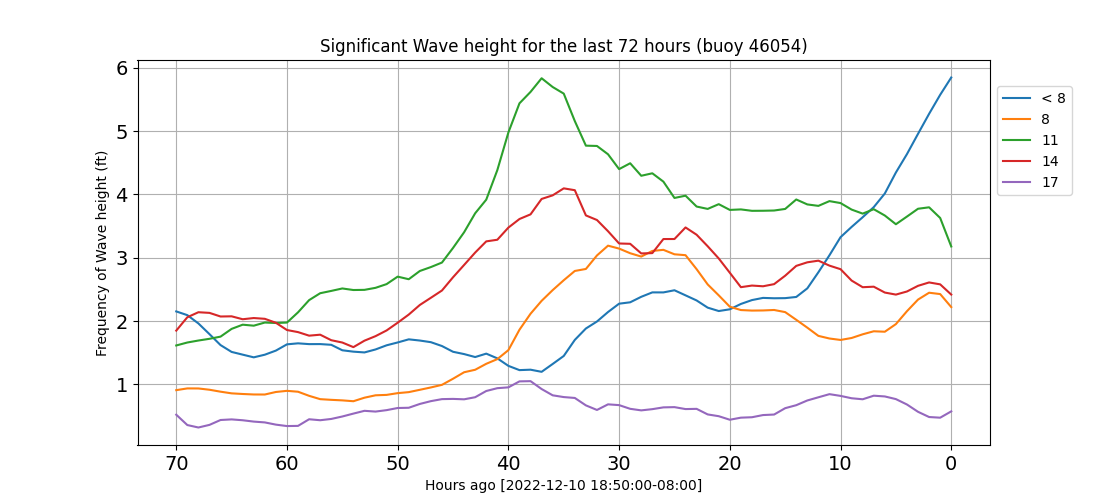 Significant Wave height for the last 72 hours (buoy 46054)
Frequency of Wave height (ft)
6
5
4
3
2
1
70 60 50 40 30 20 10 0
Hours ago [2022-12-10 18:50:00-08:00]
< 8
8
11
14
17